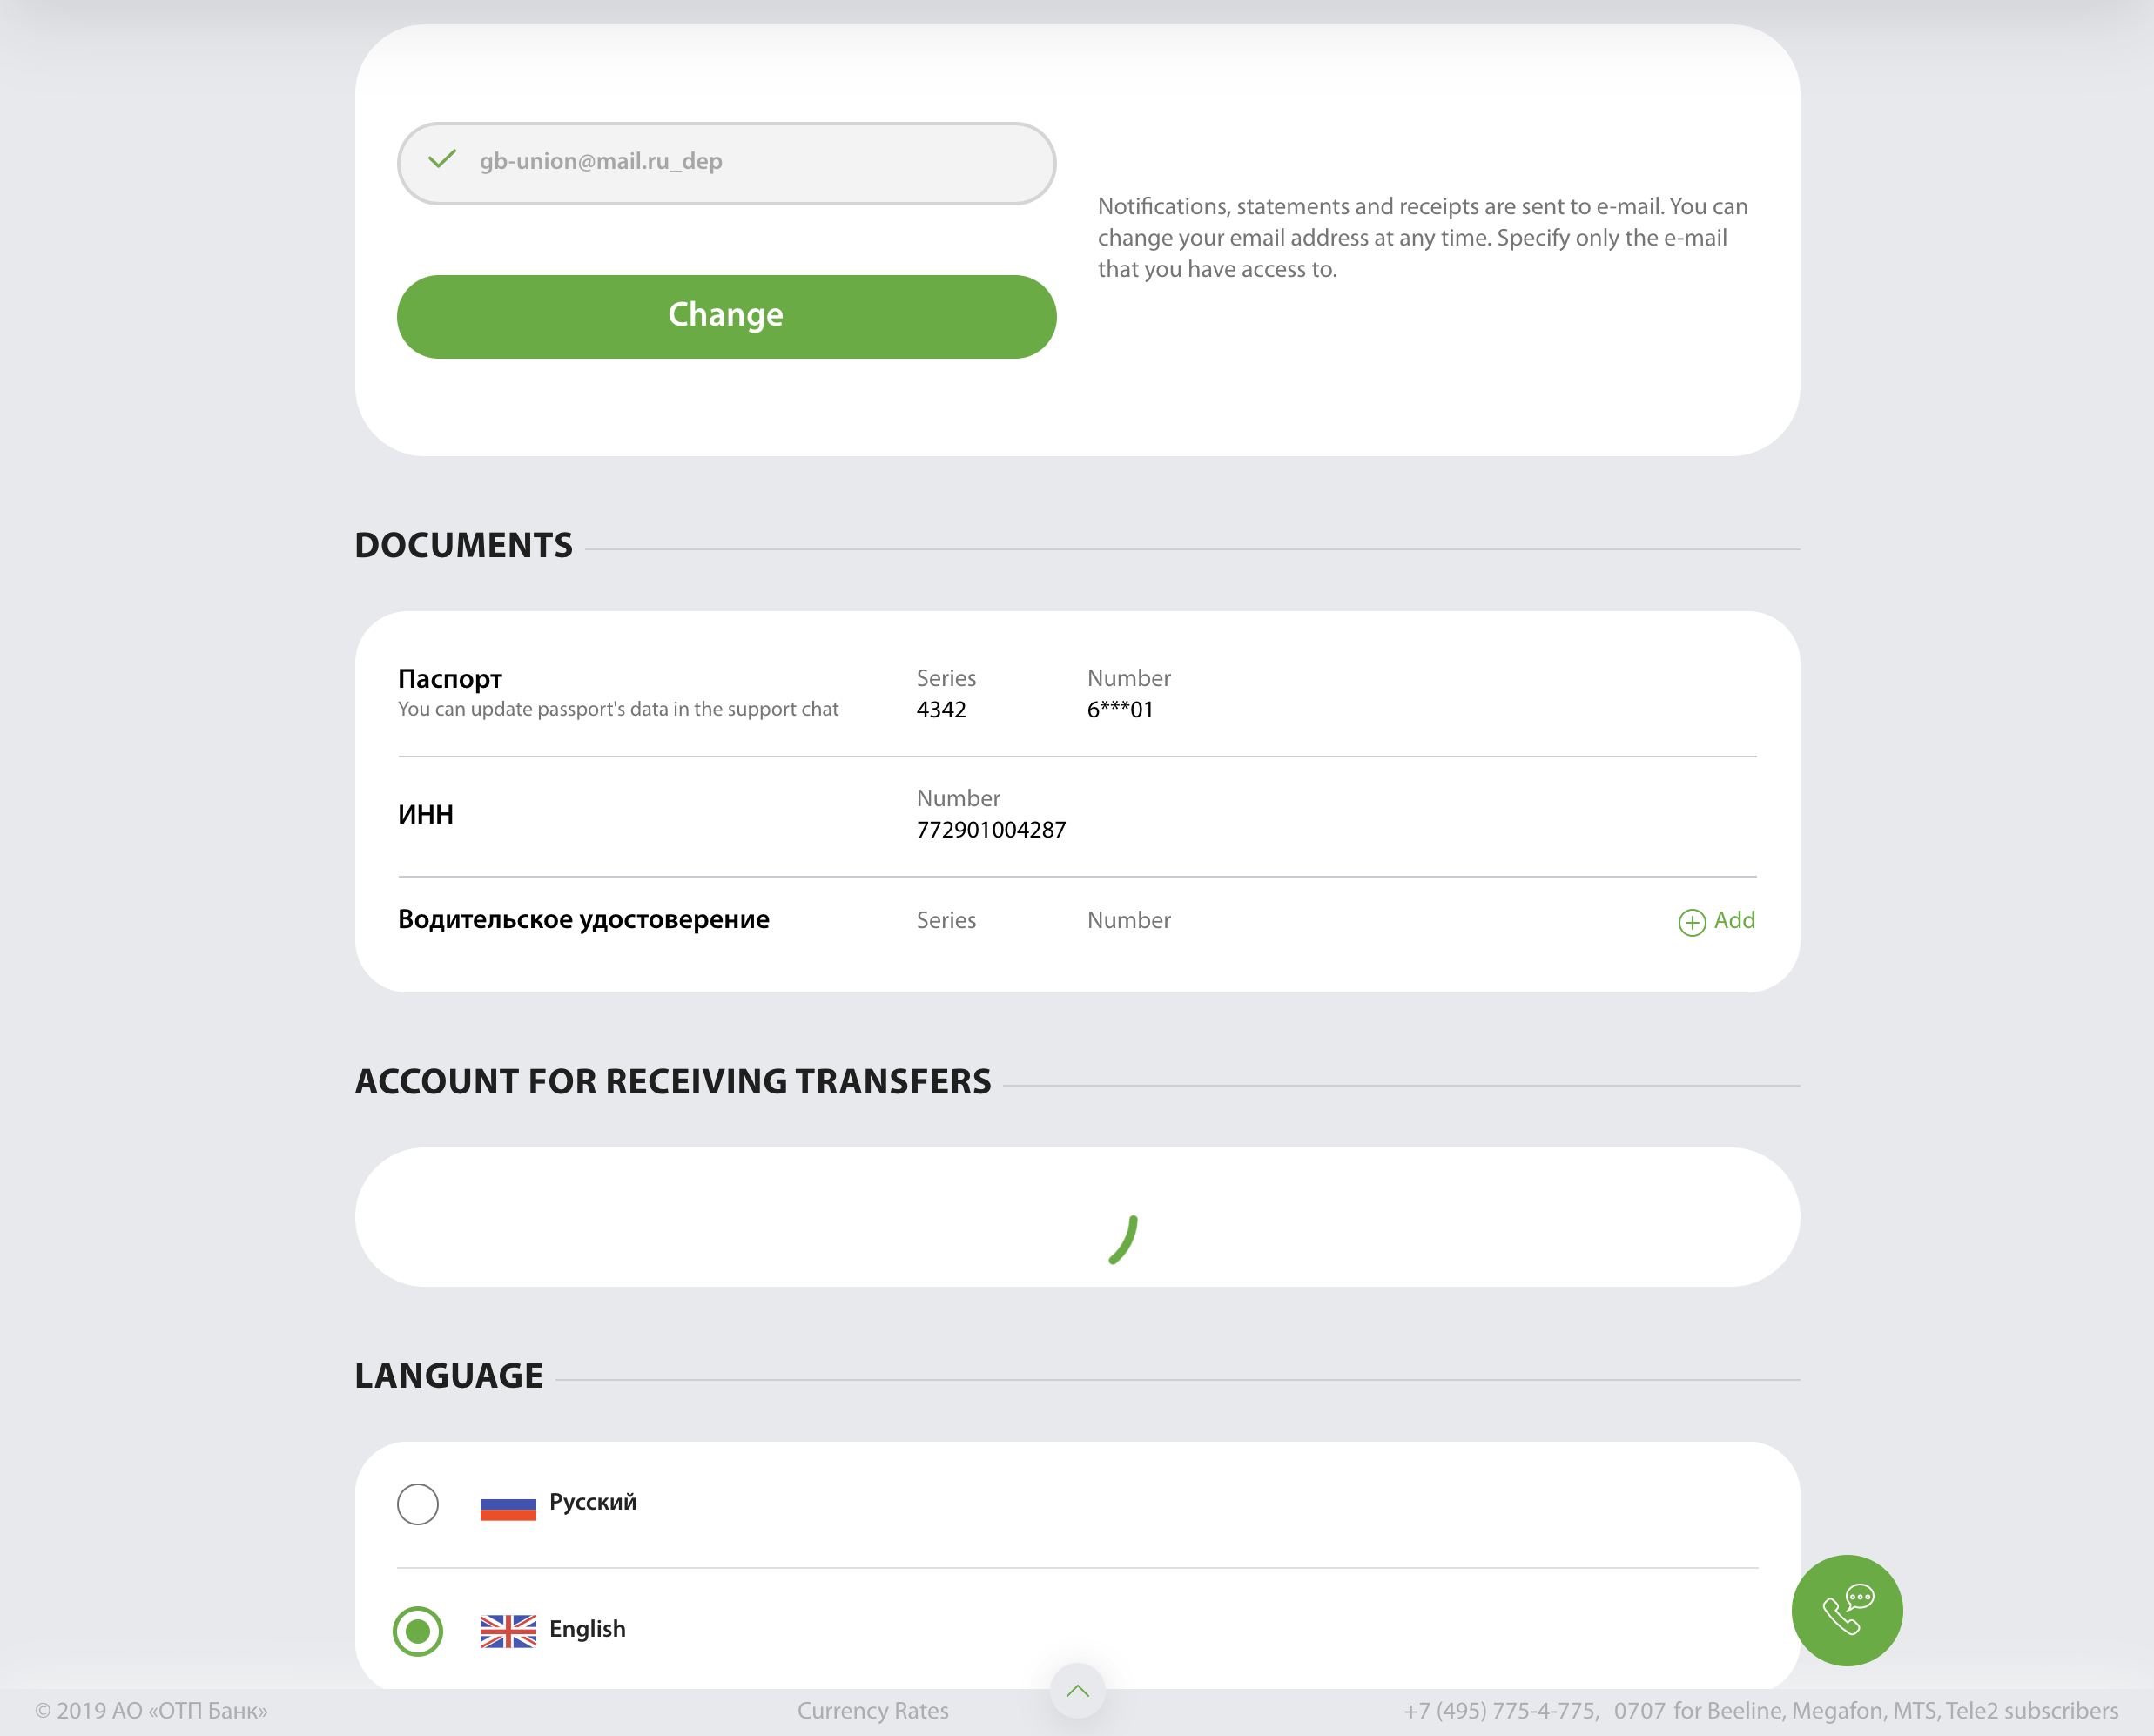 gb-union@mail.ru_dep
Notifications, statements and receipts are sent to e-mail. You can
change your email address at any time. Specify only the e-mail
that you have access to.
Change
DOCUMENTS
Паспорт
You can update passport's data in the support chat
Series
4342
Number
6***01
ИНН
Number
772901004287
Водительское удостоверение
Series
Number
Add
ACCOUNT FOR RECEIVING TRANSFERS
LANGUAGE
Русский
English
© 2019 АО «ОТП Банк»
Currency Rates
+7 (495) 775-4-775, 0707 for Beeline, Megafon, MTS, Tele2 subscribers